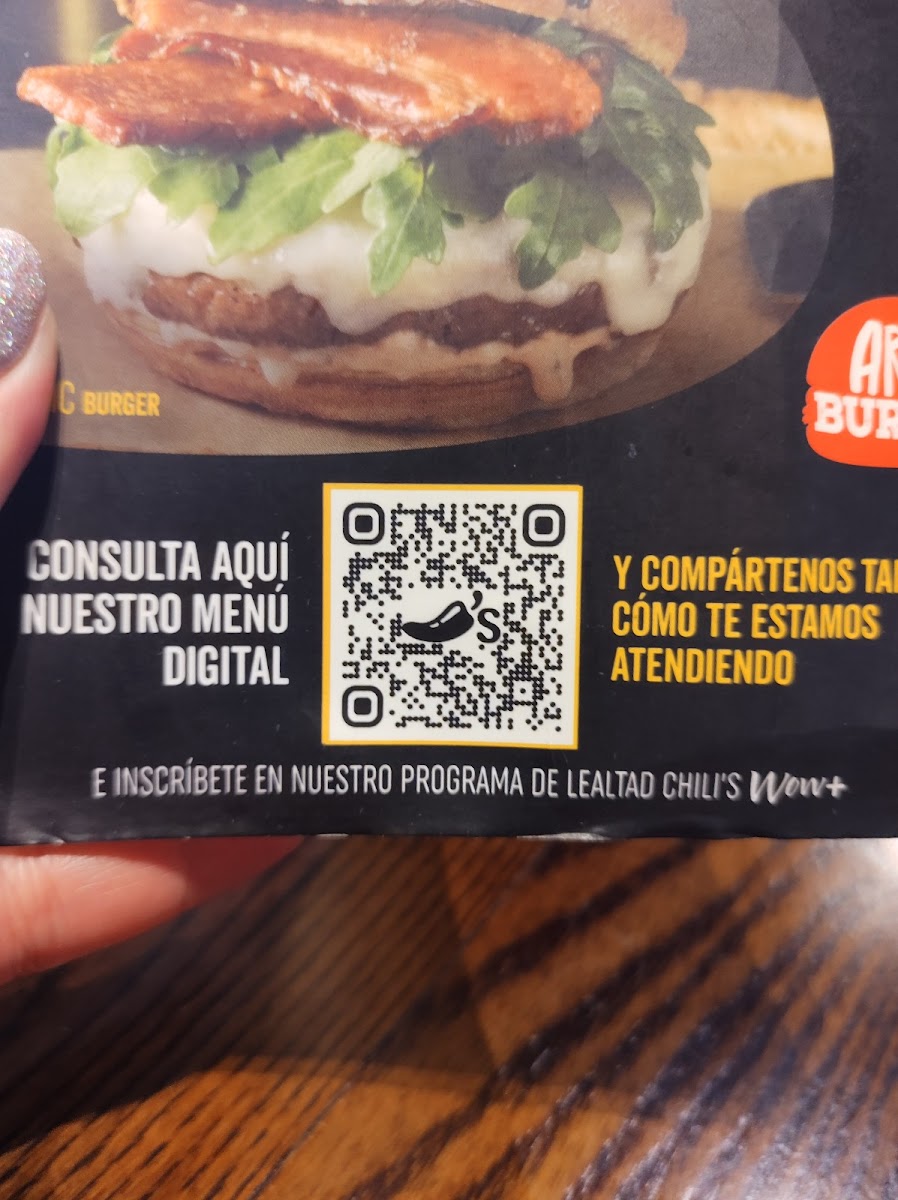 BURGER
CONSULTA AQUÍ
NUESTRO MENÚ
DIGITAL
S
Y COMPÁRTENOS
CÓMO TE ESTAMOS
ATENDIENDO
E INSCRÍBETE EN NUESTRO PROGRAMA DE LEALTAD CHILI'S Wow+